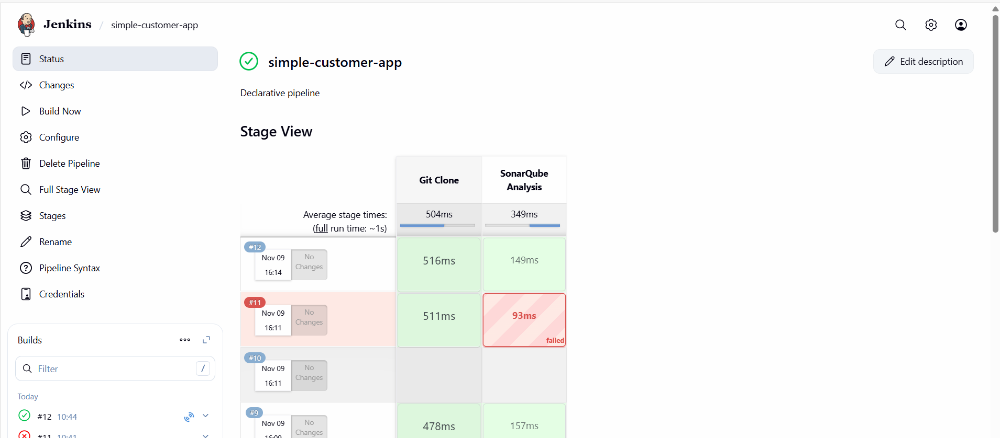 Jenkins / simple-customer-app
Status
Changes
Build Now
Configure
Delete Pipeline
Full Stage View
Stages
Rename
Pipeline Syntax
Credentials
Builds
Filter /
Today
#12 10:44
#11 10:41
simple-customer-app
Edit description
Declarative pipeline
Stage View
Git Clone
SonarQube
Analysis
Average stage times:
(full run time: ~1s)
504ms
349ms
#12
Nov 09
16:14
No
Changes
516ms
149ms
#11
Nov 09
16:11
No
Changes
511ms
93ms
failed
#10
Nov 09
16:11
No
Changes
#9
Nov 09
16:09
No
Changes
478ms
157ms